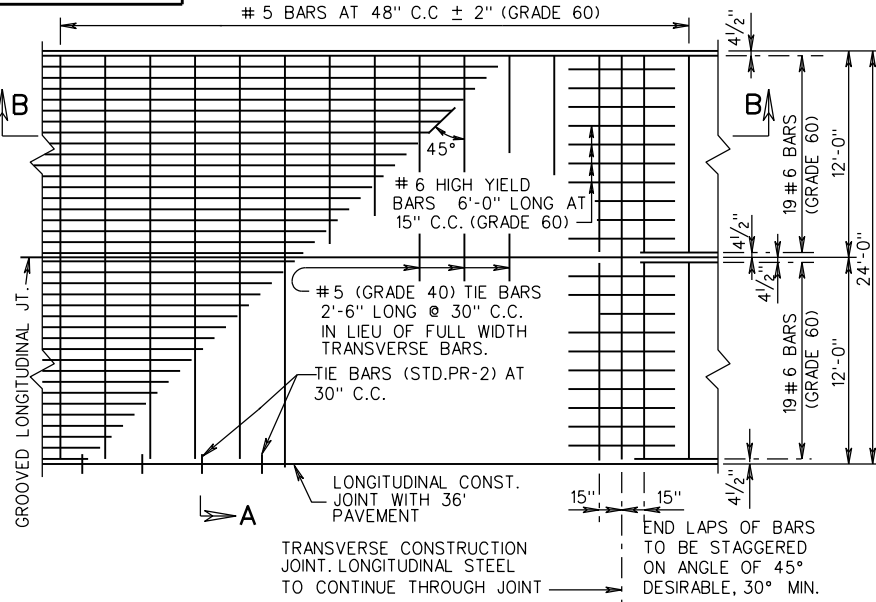 # 5 BARS AT 48" C.C ± 2" (GRADE 60)
4½"
B
B
45°
# 6 HIGH YIELD
BARS 6'-0" LONG AT
15" C.C. (GRADE 60)
19 # 6 BARS
(GRADE 60)
12'-0"
4½"
4½"
24'-0"
GROOVED LONGITUDINAL JT.
# 5 (GRADE 40) TIE BARS
2'-6" LONG @ 30" C.C.
IN LIEU OF FULL WIDTH
TRANSVERSE BARS.
TIE BARS (STD.PR-2) AT
30" C.C.
19 # 6 BARS
(GRADE 60)
12'-0"
4½"
A
LONGITUDINAL CONST.
JOINT WITH 36'
PAVEMENT
15"
15"
TRANSVERSE CONSTRUCTION
JOINT. LONGITUDINAL STEEL
TO CONTINUE THROUGH JOINT
END LAPS OF BARS
TO BE STAGGERED
ON ANGLE OF 45°
DESIRABLE, 30° MIN.